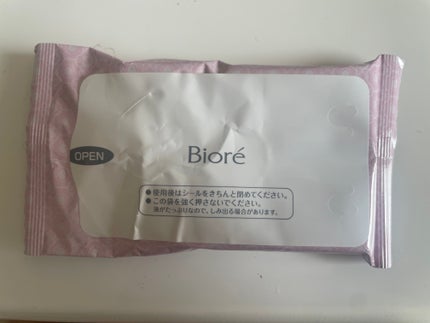 OPEN
Bioré
●使用後はシールをきちんと閉めてください。
●この袋を強く押さないでください。
液がたっぷりなので、しみ出る場合があります。